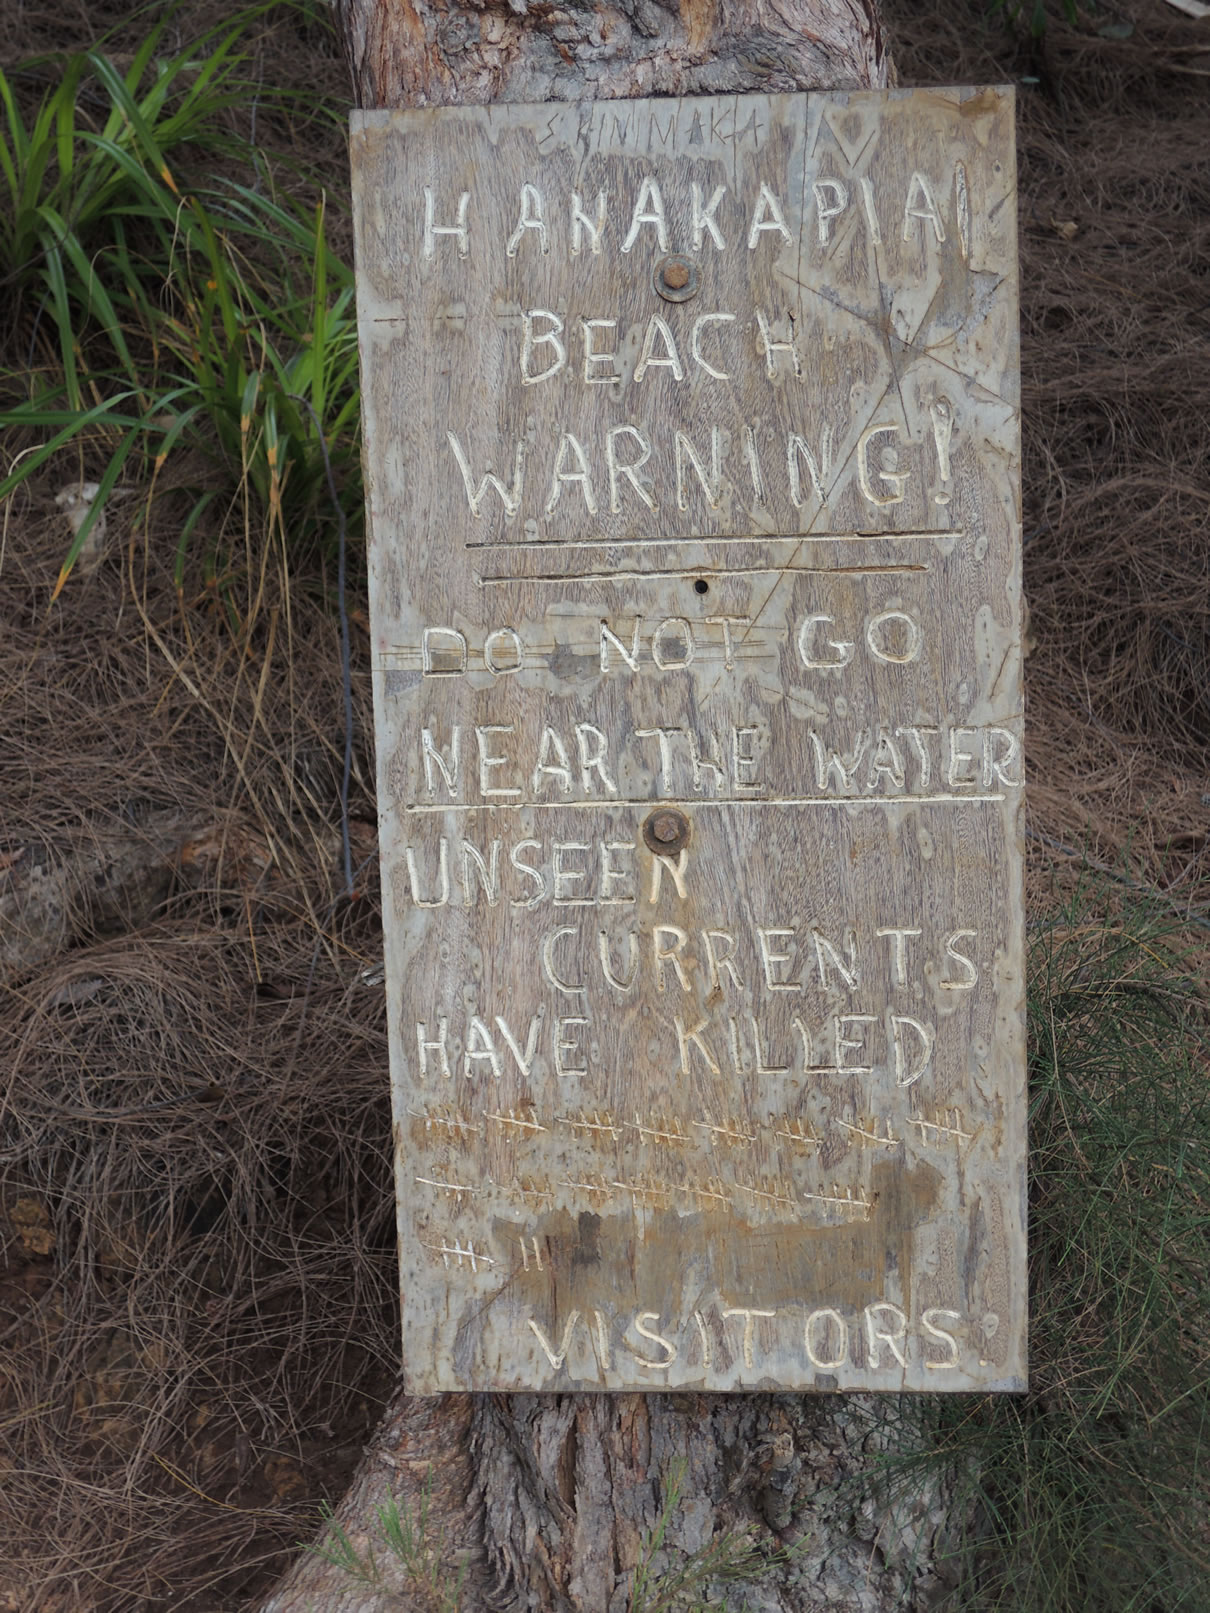 HANAKAPIAI
BEACH
WARNING!
DO NOT GO
NEAR THE WATER
UNSEEN
CURRENTS
HAVE KILLED
VISITORS.